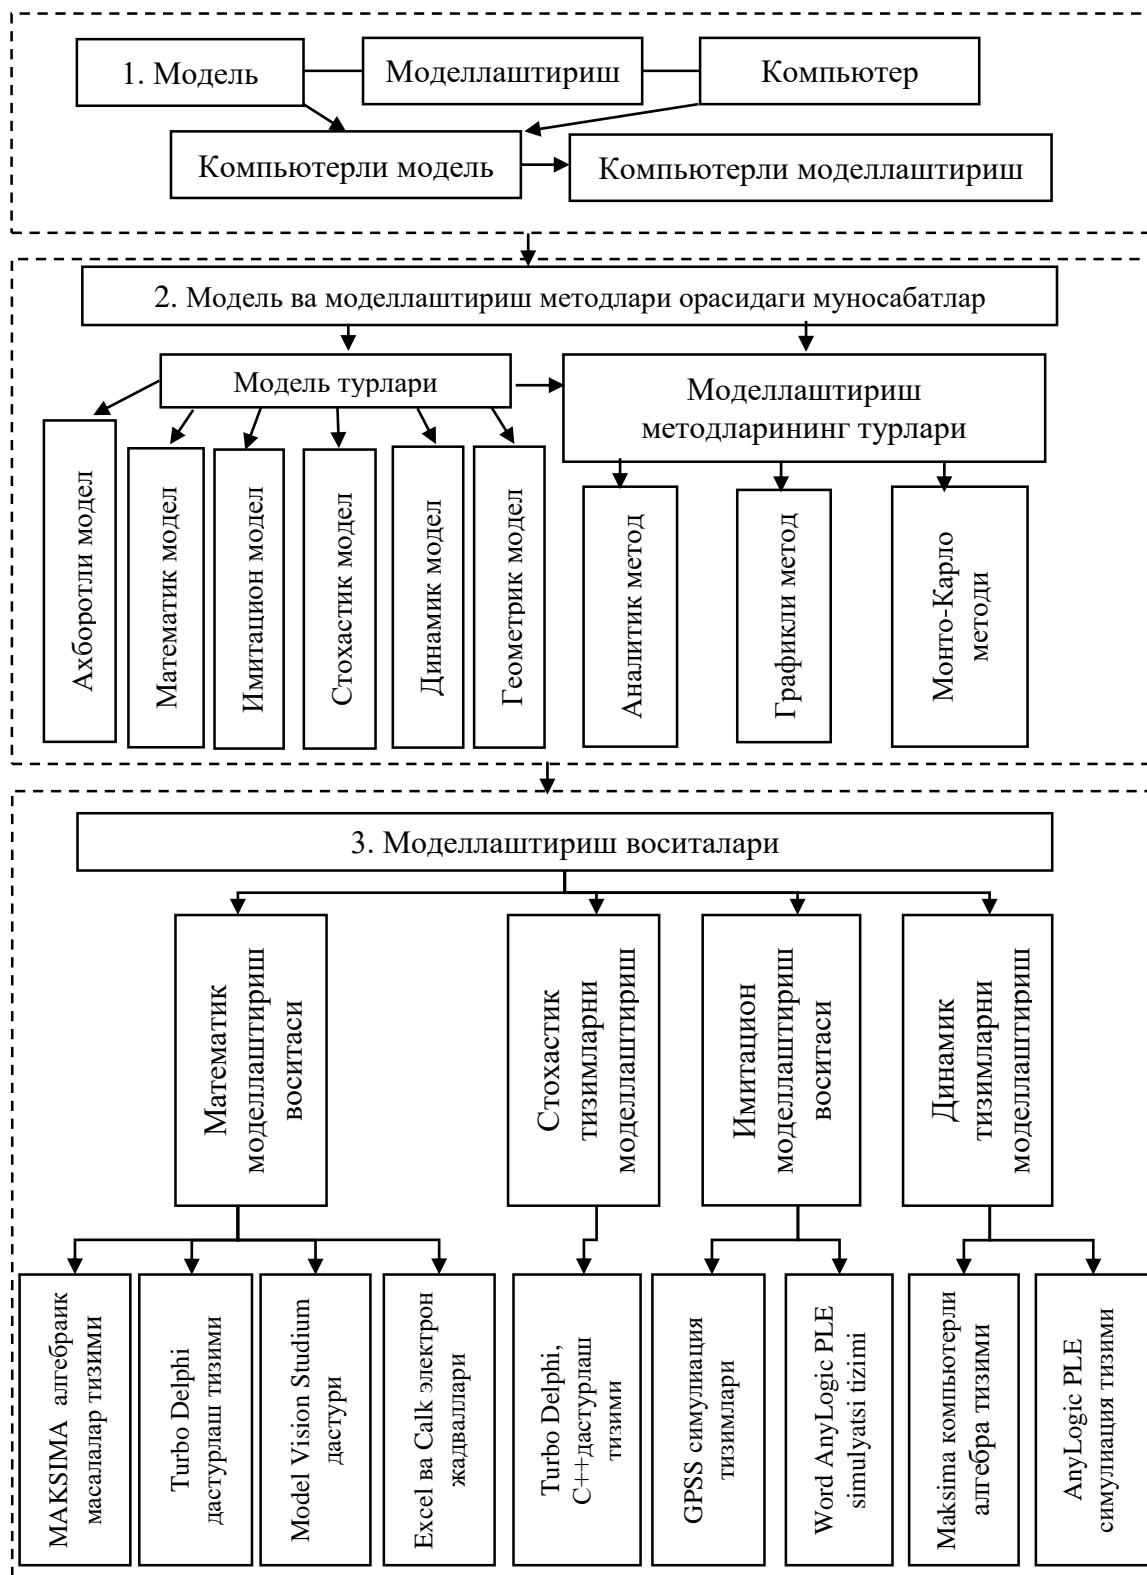 1. Модель
Моделлаштириш
Компьютер
Компьютерли модель
Компьютерли моделлаштириш
2. Модель ва моделлаштириш методлари орасидаги муносабатлар
Модель турлари
Моделлаштириш
методларининг турлари
Ахборотли модел
Математик модел
Имитацион модел
Стохастик модел
Динамик модел
Геометрик модел
Аналитик метод
Графикли метод
Монто-Карло
методи
3. Моделлаштириш воситалари
Математик
моделлаштириш
воситаси
Стохастик
тизимларни
моделлаштириш
Имитацион
моделлаштириш
воситаси
Динамик
тизимларни
моделлаштириш
MAKSIMA алгебраик
масалалар тизими
Turbo Delphi
дастурлаш тизими
Model Vision Studium
дастури
Excel ва Calk электрон
жадваллари
Turbo Delphi,
C++дастурлаш
тизими
GPSS симулиация
тизимлари
Word AnyLogic PLE
simulyatsi tizimi
Maksima компьютерли
алгебра тизими
AnyLogic PLE
симулиация тизими